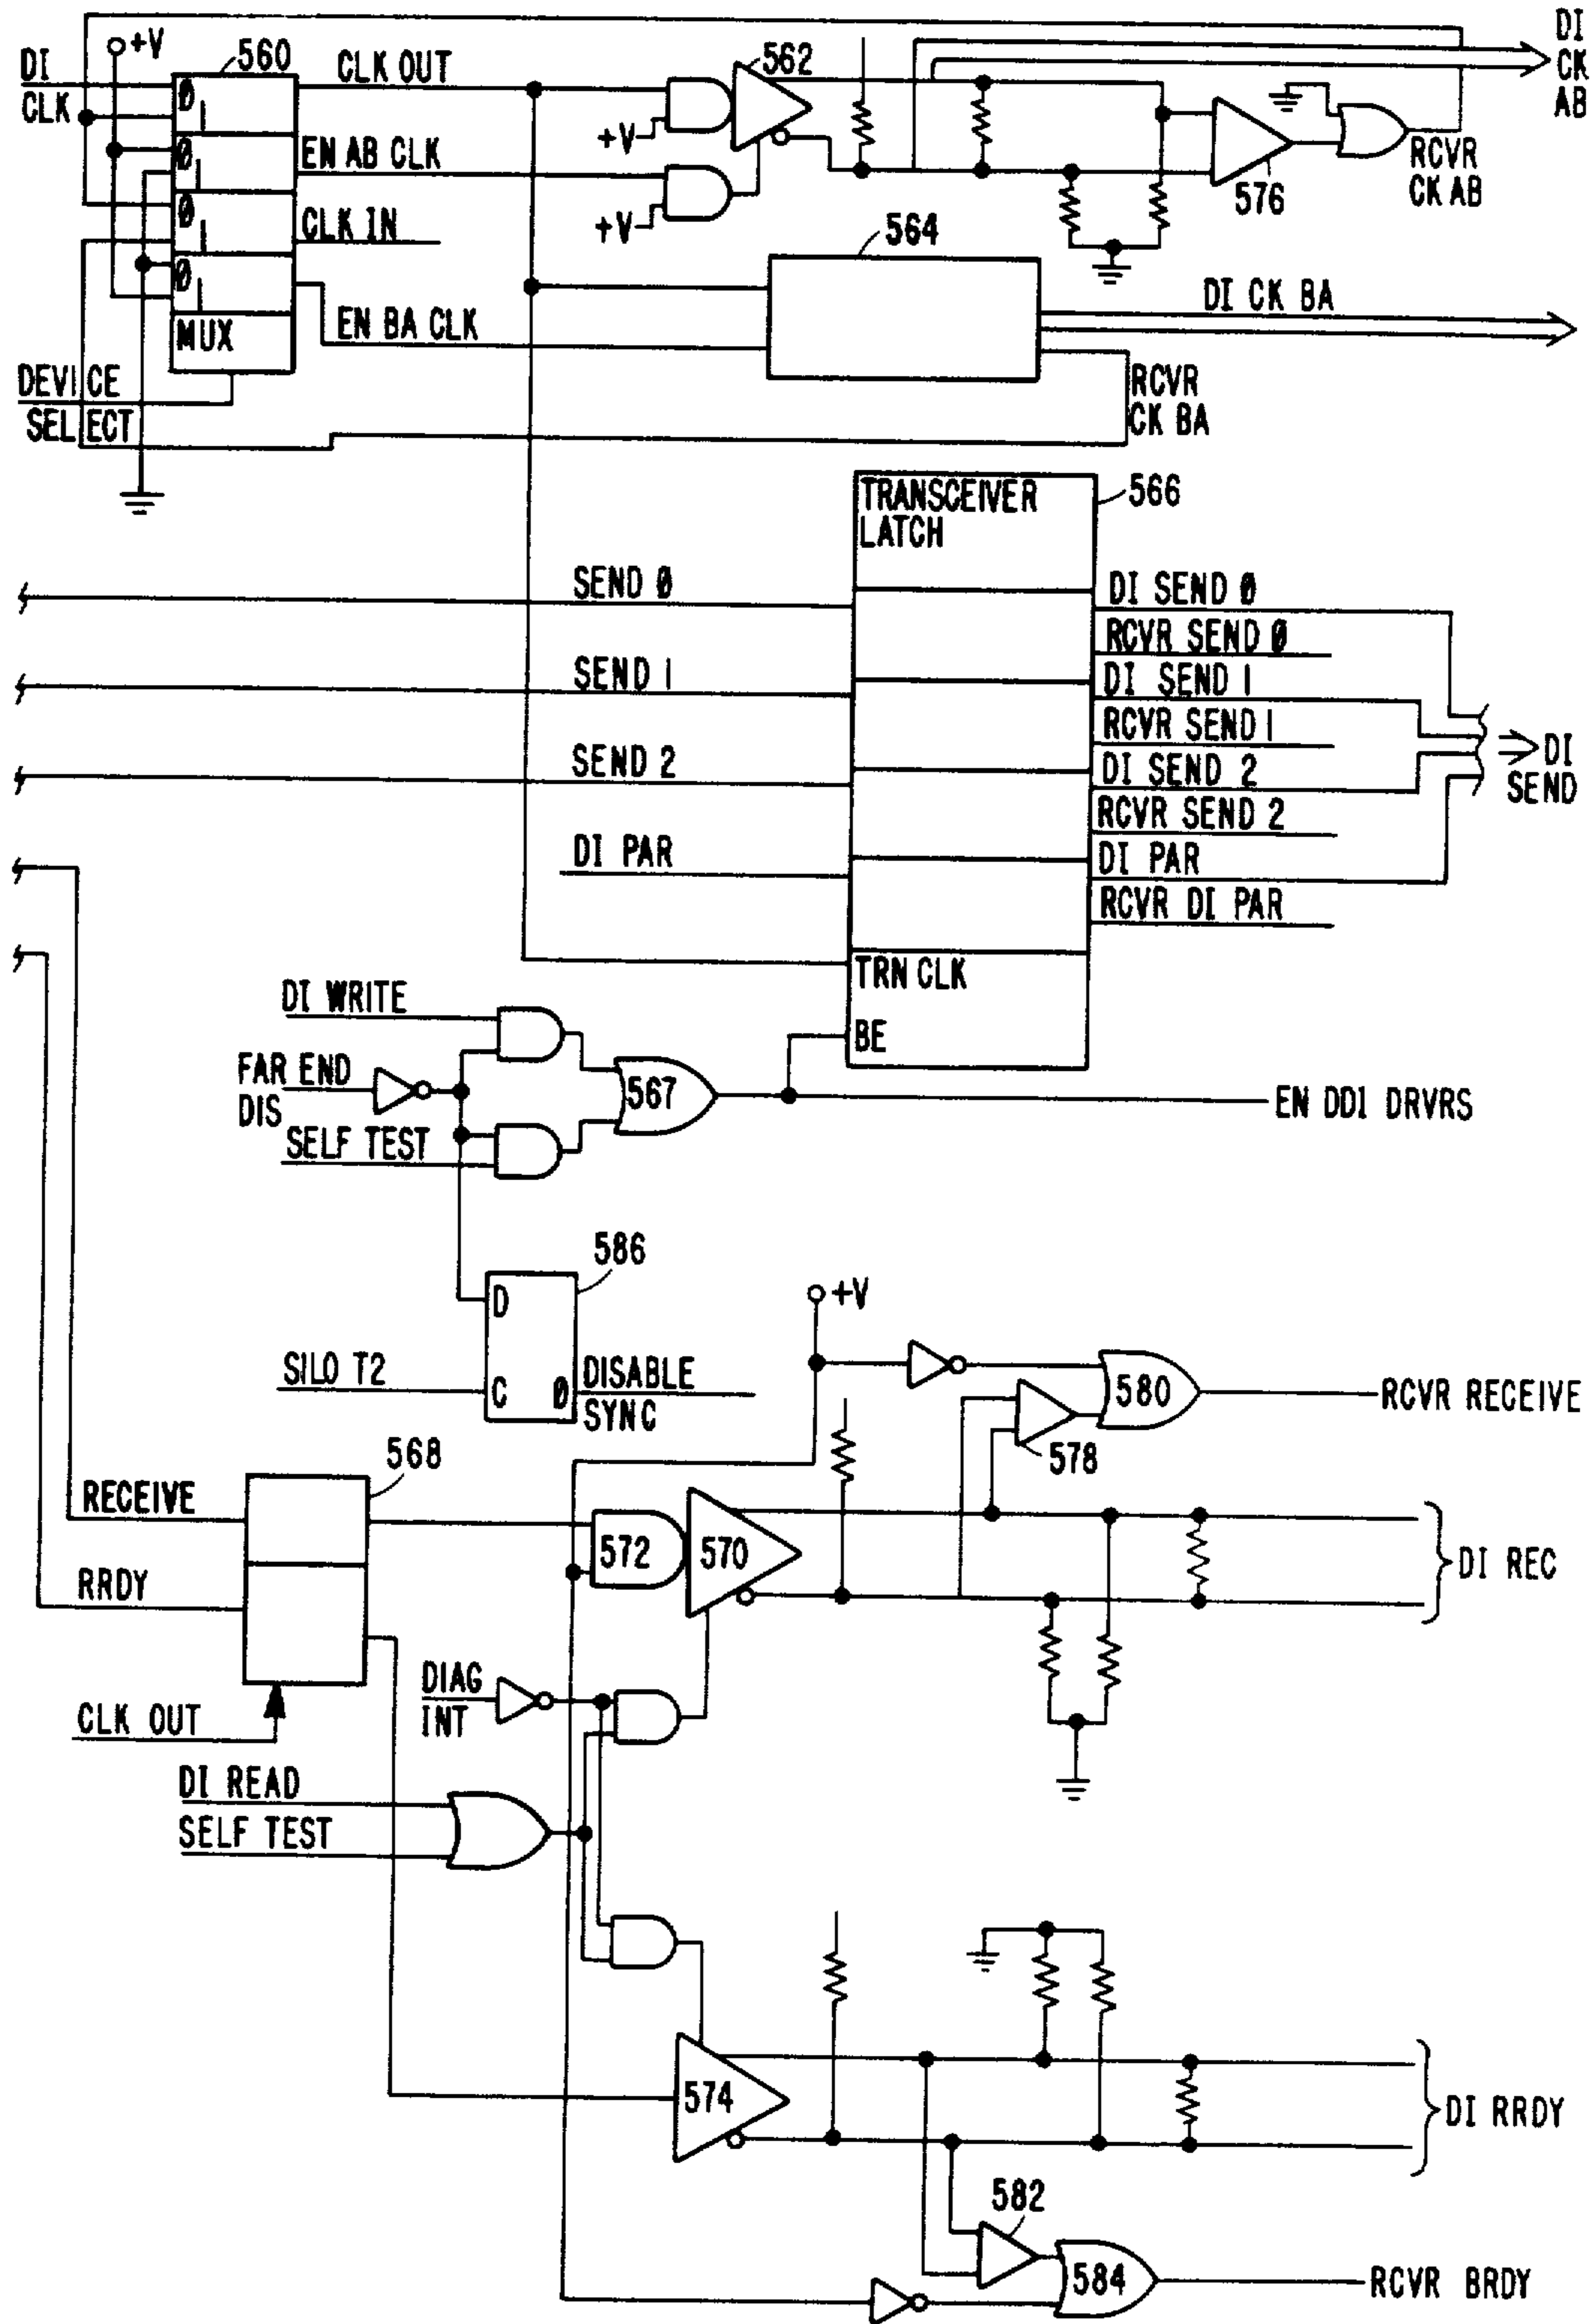 DI
CK
AB
+V
560
DI
CLK
CLK OUT
562
Ø
1
+V
RCVR
CK AB
Ø
1
EN AB CLK
576
Ø
1
CLK IN
+V
564
Ø
1
DI CK BA
MUX
EN BA CLK
DEVICE
SELECT
RCVR
CK BA
TRANSCEIVER
LATCH
566
SEND Ø
DI SEND Ø
RCVR SEND Ø
SEND 1
DI SEND 1
RCVR SEND 1
DI
SEND
SEND 2
DI SEND 2
RCVR SEND 2
DI PAR
DI PAR
RCVR DI PAR
TRN CLK
DI WRITE
BE
FAR END
DIS
567
EN DDI DRVRS
SELF TEST
586
D
+V
SILO T2
C
Ø
DISABLE
SYNC
580
RCVR RECEIVE
578
568
RECEIVE
572
570
DI REC
RRDY
DIAG
INT
CLK OUT
DI READ
SELF TEST
574
DI RRDY
582
584
RCVR BRDY